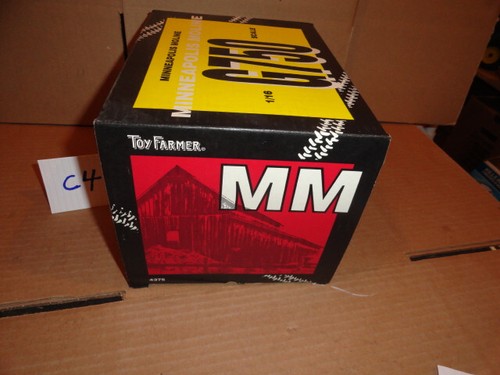 MINNEAPOLIS MOLINE
MINNEAPOLIS MOLINE
G750
1/16
TOY FARMER®
MM
C4